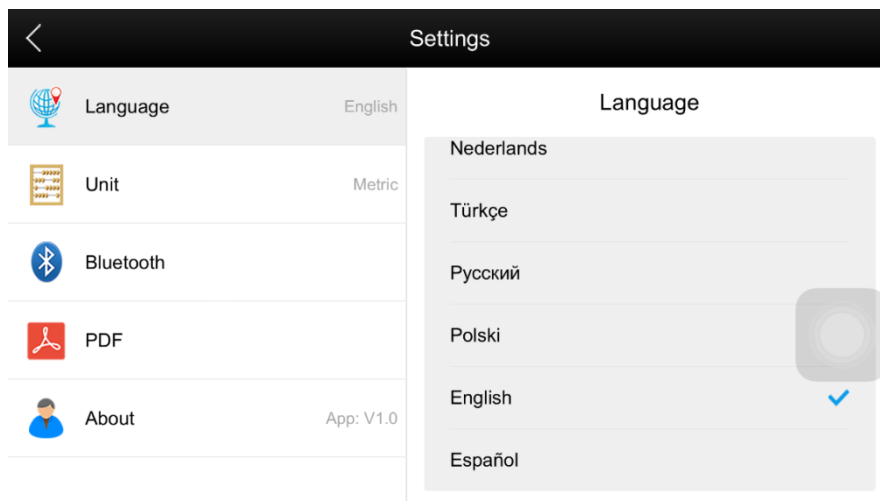 Settings
Language English
Unit Metric
Bluetooth
PDF
About App: V1.0
Language
Nederlands
Türkçe
Русский
Polski
English
Español